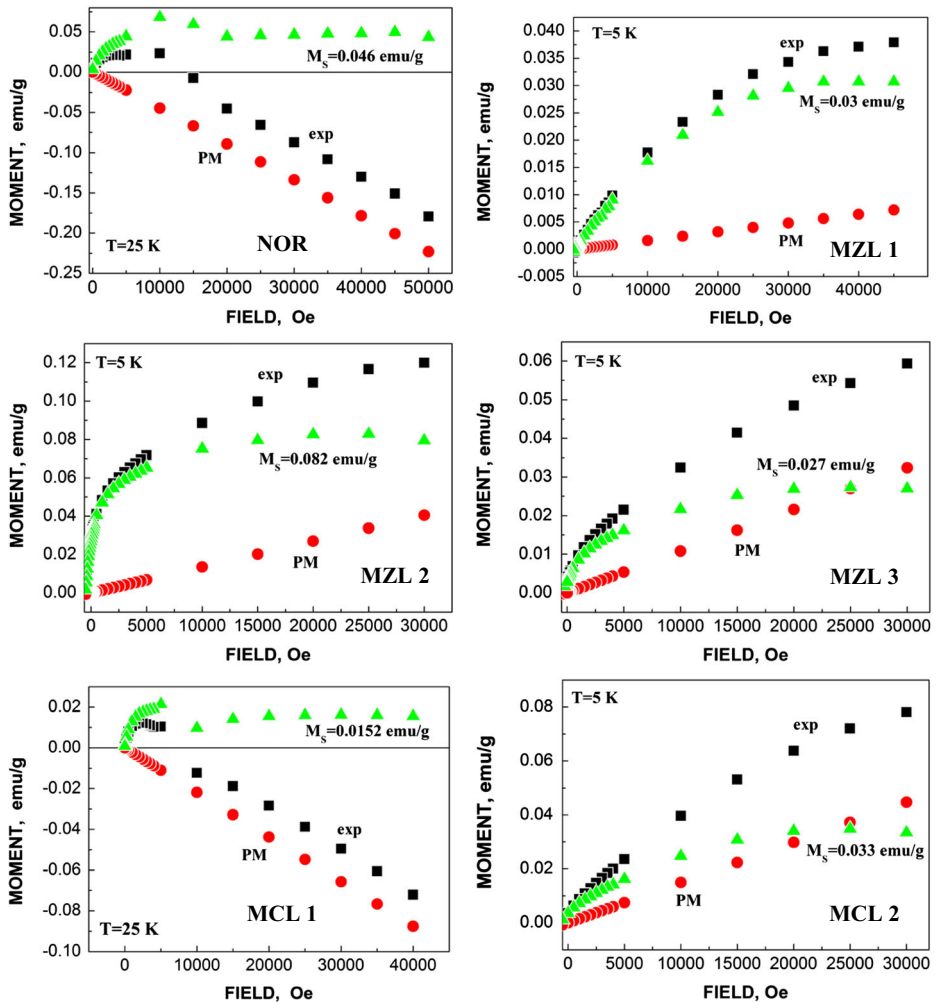 MOMENT, emu/g
0.05
0.00
-0.05
-0.10
-0.15
-0.20
-0.25
M_S=0.046 emu/g
exp
PM
T=25 K
NOR
0 10000 20000 30000 40000 50000
FIELD, Oe
MOMENT, emu/g
0.040
0.035
0.030
0.025
0.020
0.015
0.010
0.005
0.000
-0.005
T=5 K
exp
M_S=0.03 emu/g
PM
MZL 1
0 10000 20000 30000 40000
FIELD, Oe
MOMENT, emu/g
0.12
0.10
0.08
0.06
0.04
0.02
0.00
T=5 K
exp
M_S=0.082 emu/g
PM
MZL 2
0 5000 10000 15000 20000 25000 30000
FIELD, Oe
MOMENT, emu/g
0.06
0.05
0.04
0.03
0.02
0.01
0.00
T=5 K
exp
M_S=0.027 emu/g
PM
MZL 3
0 5000 10000 15000 20000 25000 30000
FIELD, Oe
MOMENT, emu/g
0.02
0.00
-0.02
-0.04
-0.06
-0.08
-0.10
M_S=0.0152 emu/g
exp
PM
MCL 1
T=25 K
0 10000 20000 30000 40000
FIELD, Oe
MOMENT, emu/g
0.08
0.06
0.04
0.02
0.00
T=5 K
exp
M_S=0.033 emu/g
PM
MCL 2
0 5000 10000 15000 20000 25000 30000
FIELD, Oe